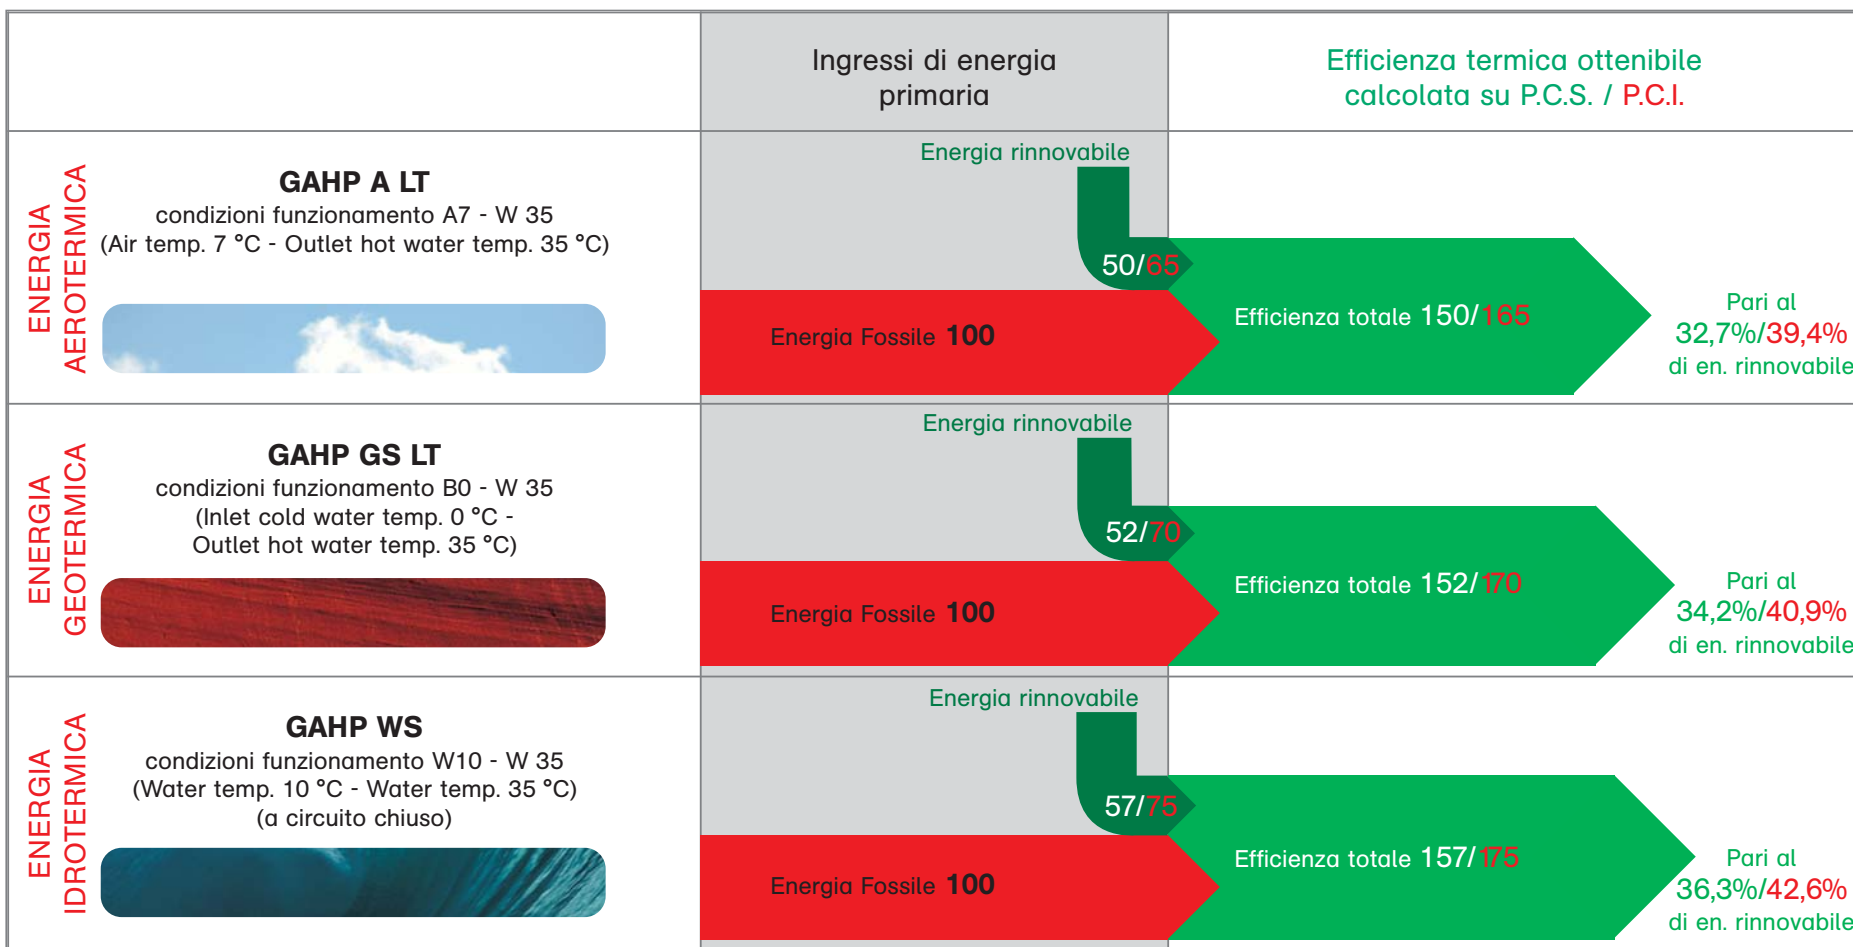 Ingressi di energia
primaria
Efficienza termica ottenibile
calcolata su P.C.S. / P.C.I.
ENERGIA
AEROTERMICA
GAHP A LT
condizioni funzionamento A7 - W 35
(Air temp. 7 °C - Outlet hot water temp. 35 °C)
Energia rinnovabile
50/65
Energia Fossile 100
Efficienza totale 150/165
Pari al
32,7%/39,4%
di en. rinnovabile
ENERGIA
GEOTERMICA
GAHP GS LT
condizioni funzionamento B0 - W 35
(Inlet cold water temp. 0 °C -
Outlet hot water temp. 35 °C)
Energia rinnovabile
52/70
Energia Fossile 100
Efficienza totale 152/170
Pari al
34,2%/40,9%
di en. rinnovabile
ENERGIA
IDROTERMICA
GAHP WS
condizioni funzionamento W10 - W 35
(Water temp. 10 °C - Water temp. 35 °C)
(a circuito chiuso)
Energia rinnovabile
57/75
Energia Fossile 100
Efficienza totale 157/175
Pari al
36,3%/42,6%
di en. rinnovabile